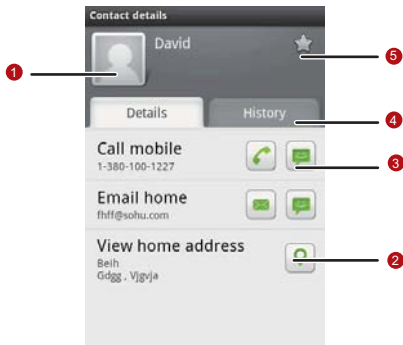 Contact details
David
Details
History
Call mobile
1-380-100-1227
Email home
fhff@sohu.com
View home address
Beih
Gdgg , Vjgvja
1
5
4
3
2